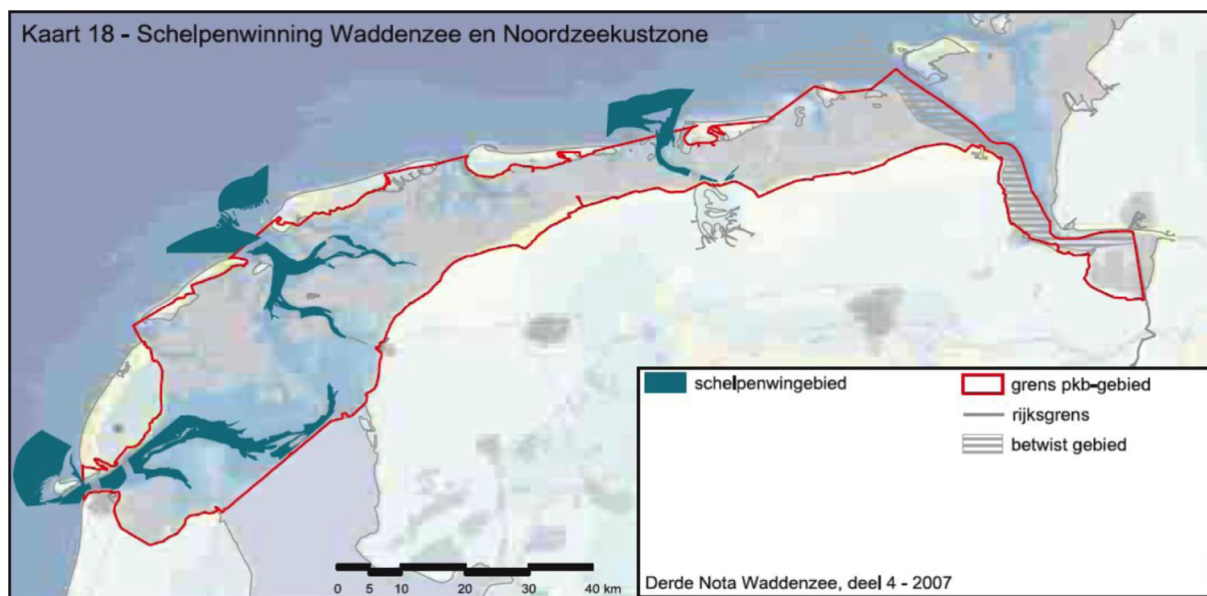 Kaart 18 - Schelpenwinning Waddenzee en Noordzeekustzone
schelpenwingebied
grens pkb-gebied
rijksgrens
betwist gebied
0 5 10 20 30 40 km
Derde Nota Waddenzee, deel 4 - 2007